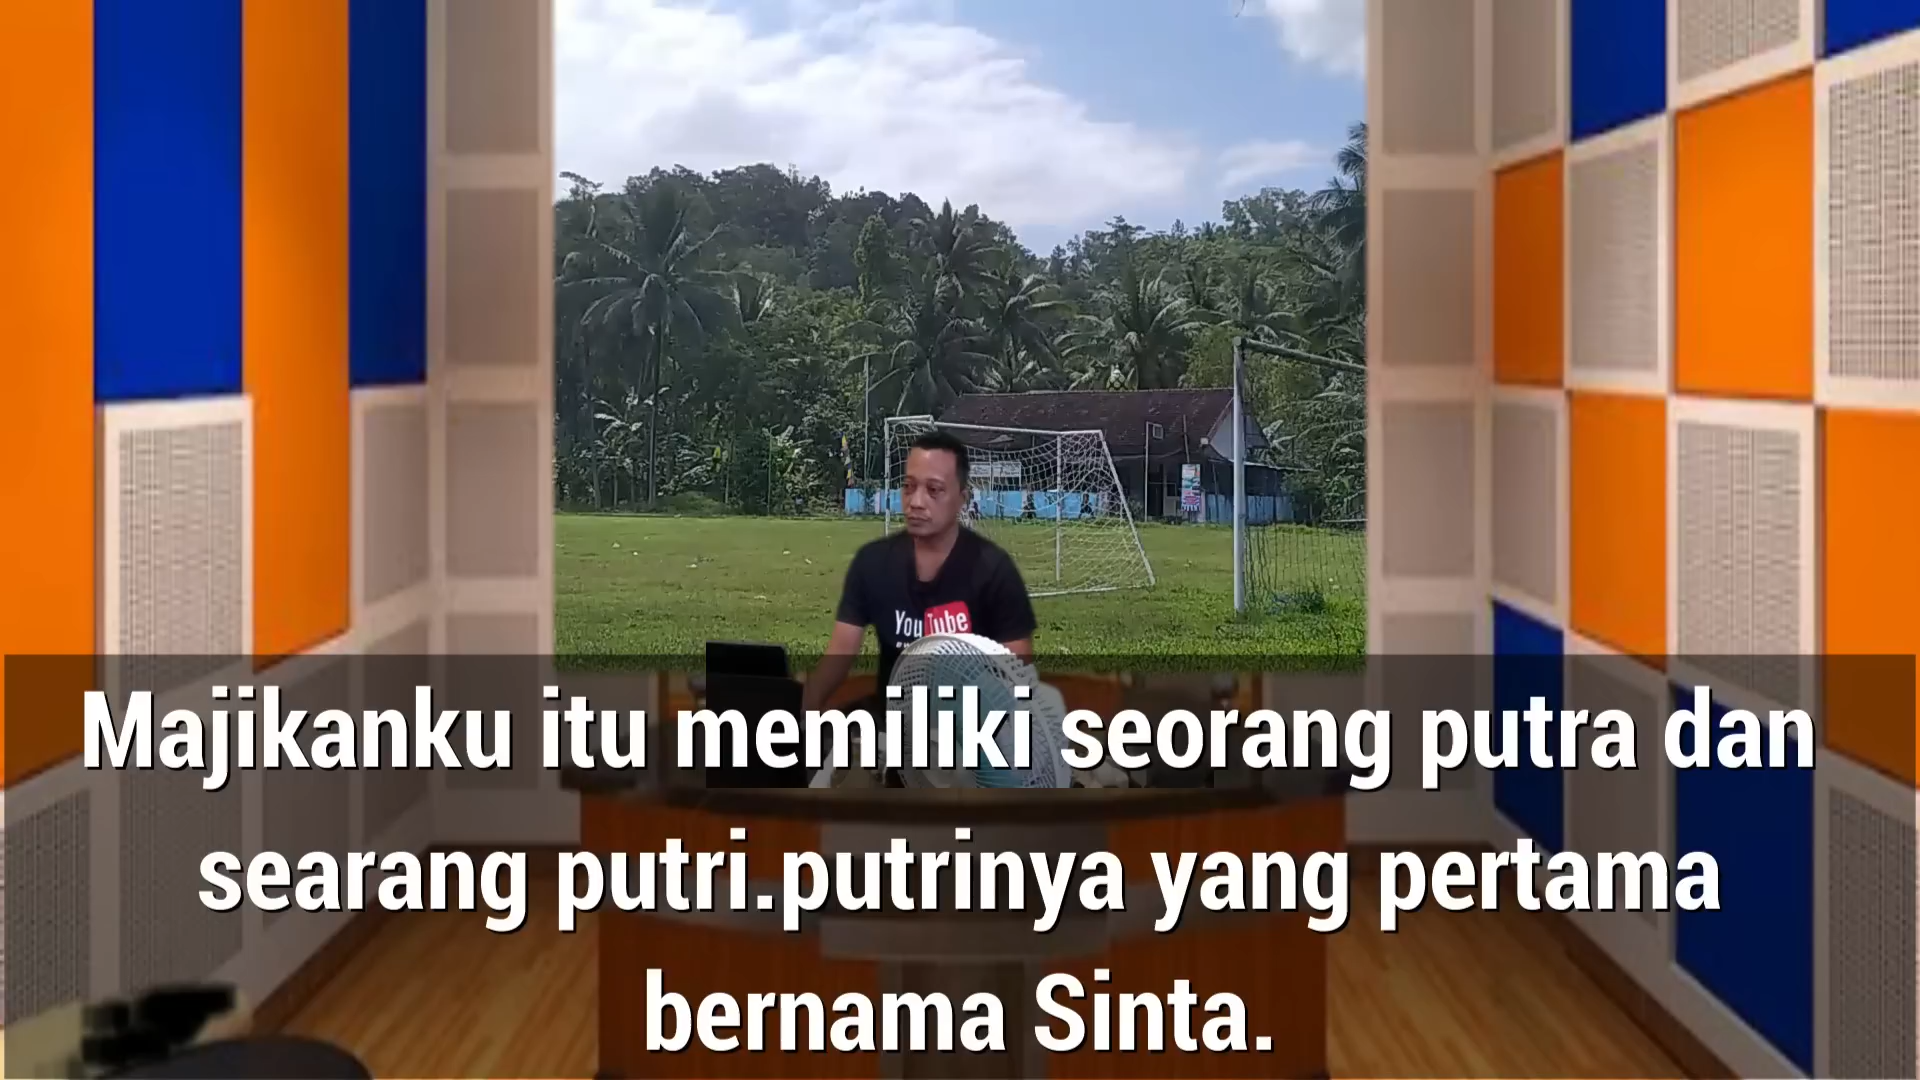 YouTube
Majikanku itu memiliki seorang putra dan
searang putri.putrinya yang pertama
bernama Sinta.